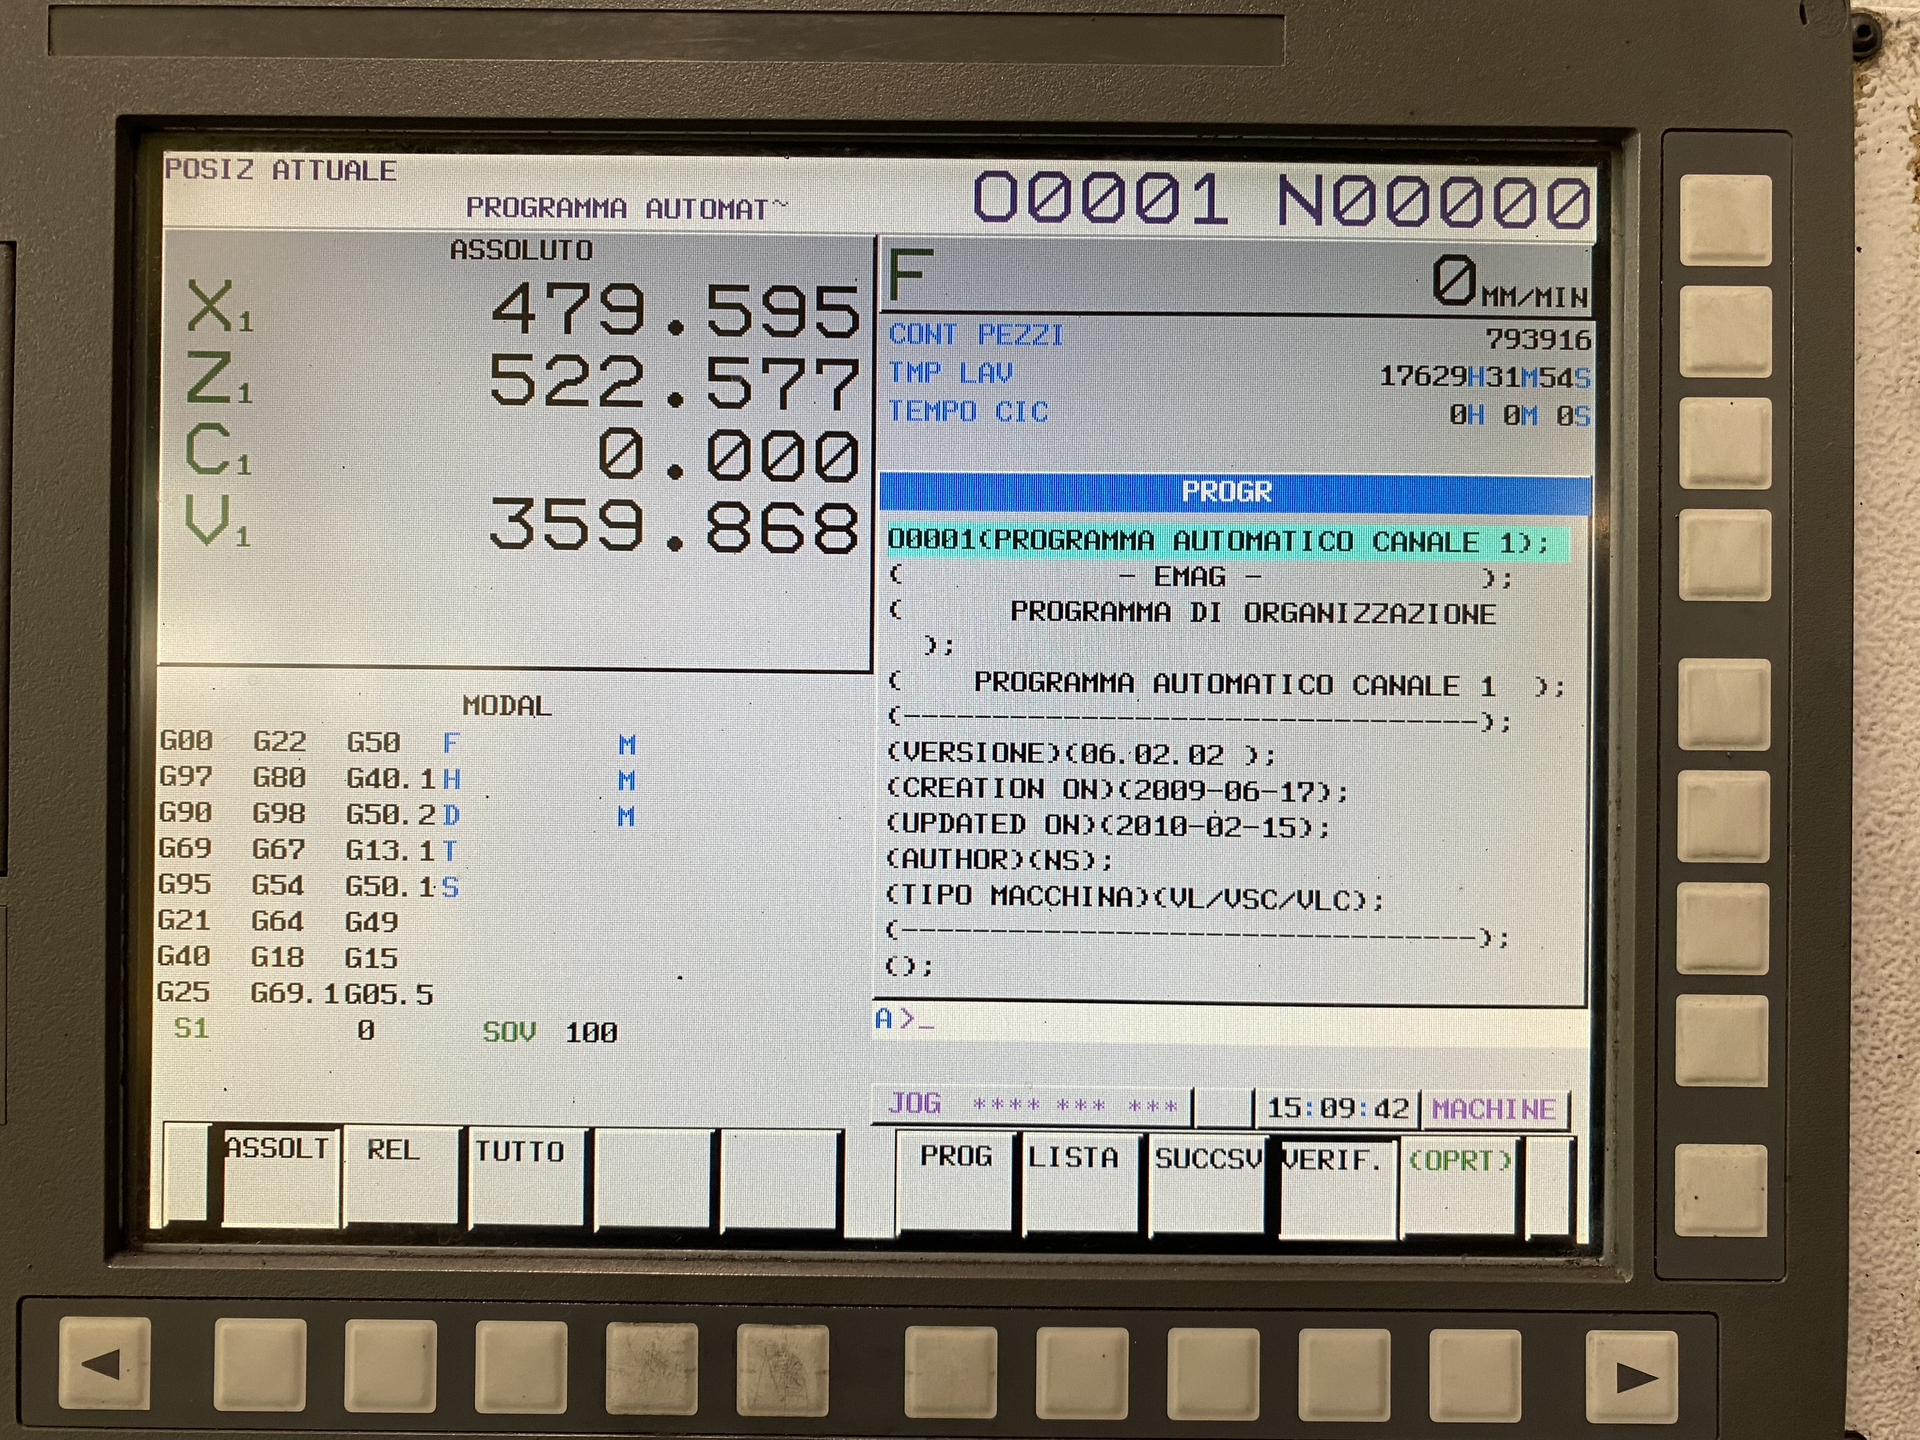 POSIZ ATTUALE
PROGRAMMA AUTOMAT~
O0001 N00000
ASSOLUTO
X1 479.595
Z1 522.577
C1 0.000
V1 359.868
F 0 MM/MIN
CONT PEZZI 793916
TMP LAV 17629H31M54S
TEMPO CIC 0H 0M 0S
PROGR
O0001(PROGRAMMA AUTOMATICO CANALE 1);
( - EMAG - );
( PROGRAMMA DI ORGANIZZAZIONE
);
( PROGRAMMA AUTOMATICO CANALE 1 );
(--------------------------------);
(VERSIONE)(06.02.02 );
(CREATION ON)(2009-06-17);
(UPDATED ON)(2010-02-15);
(AUTHOR)(NS);
(TIPO MACCHINA)(VL/VSC/VLC);
(--------------------------------);
();
MODAL
G00 G22 G50 F M
G97 G80 G40.1 H M
G90 G98 G50.2 D M
G69 G67 G13.1 T
G95 G54 G50.1 S
G21 G64 G49
G40 G18 G15
G25 G69.1 G05.5
S1 0 SOV 100
A>_
JOG **** *** *** 15:09:42 MACHINE
ASSOLT REL TUTTO
PROG LISTA SUCCSV VERIF. (OPRT)